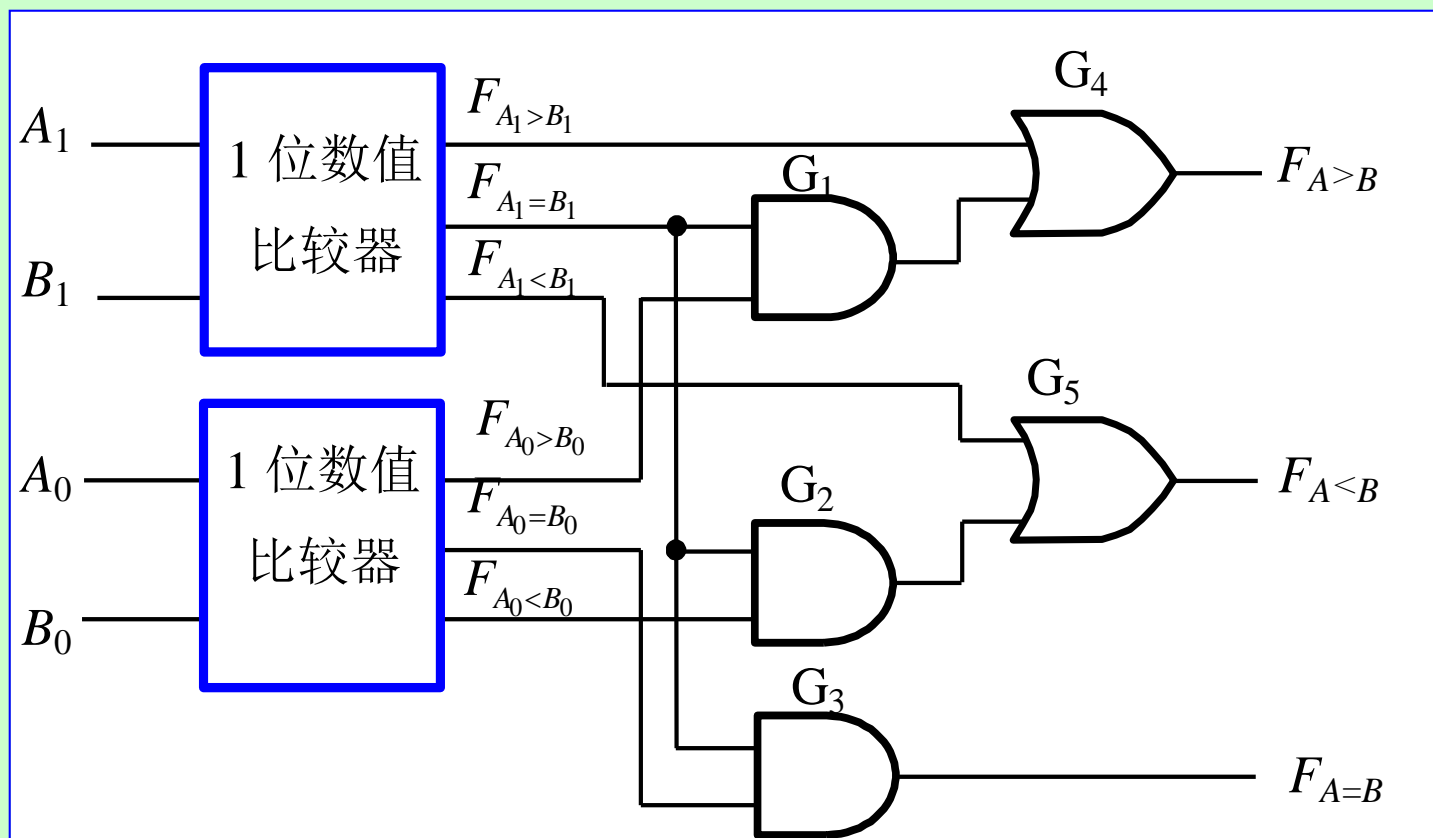 A₁
B₁
1 位数值
比较器
F_{A₁>B₁}
F_{A₁=B₁}
F_{A₁<B₁}
G₁
G₄
F_{A>B}
A₀
B₀
1 位数值
比较器
F_{A₀>B₀}
F_{A₀=B₀}
F_{A₀<B₀}
G₂
G₅
F_{A<B}
G₃
F_{A=B}